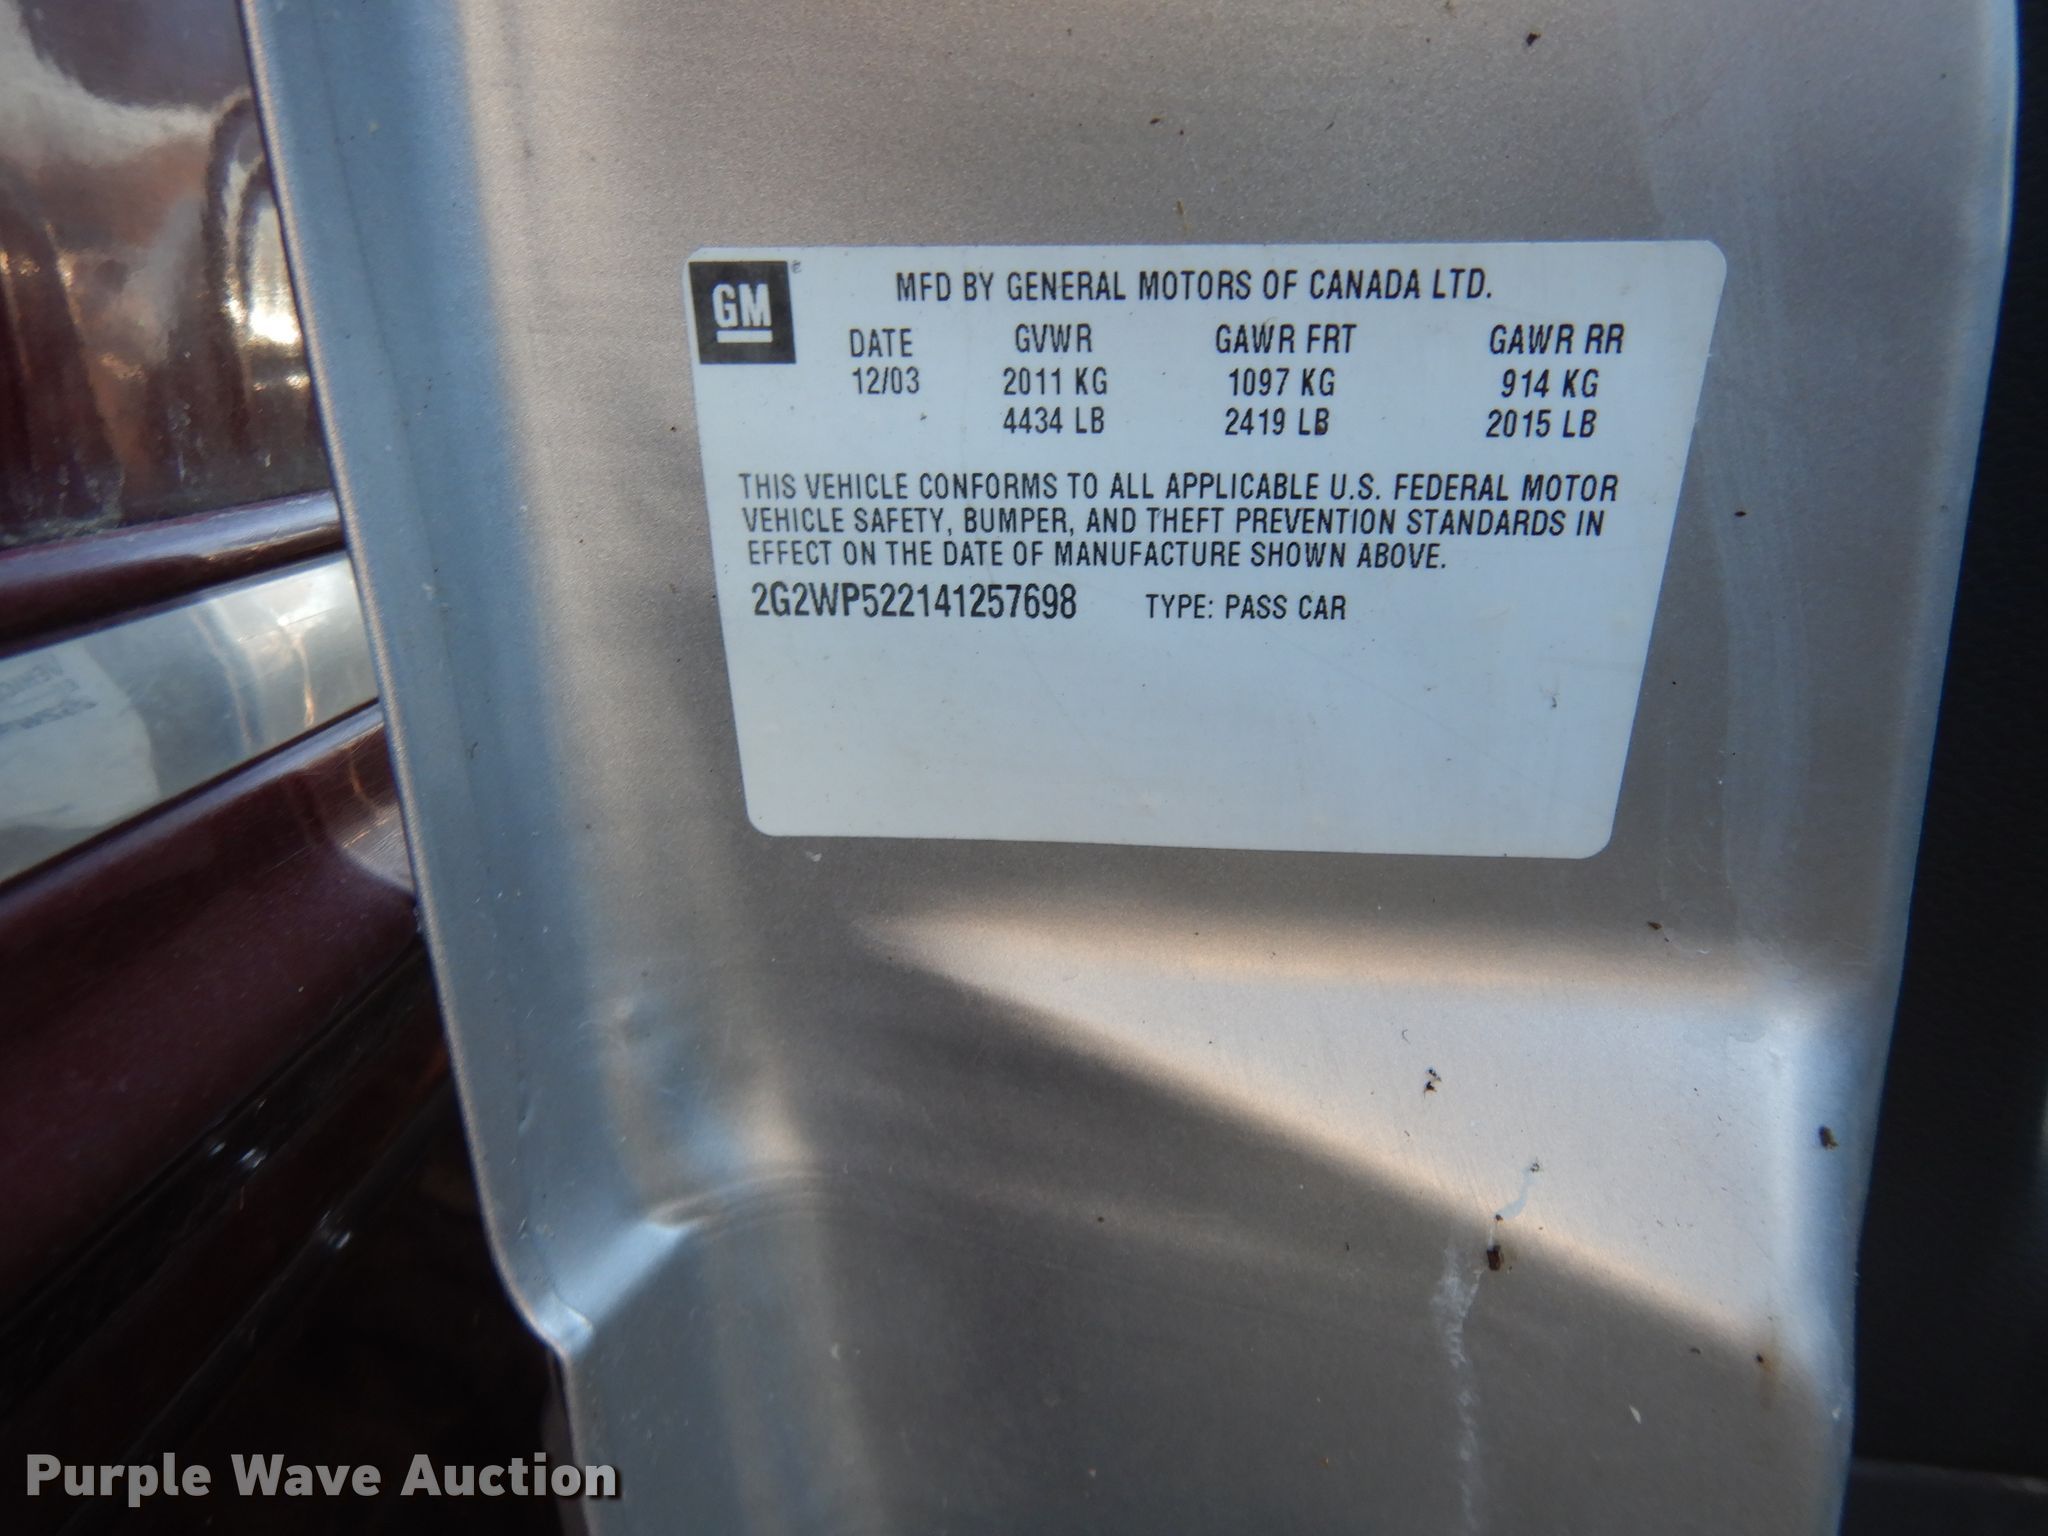 GM
MFD BY GENERAL MOTORS OF CANADA LTD.
DATE GVWR GAWR FRT GAWR RR
12/03 2011 KG 1097 KG 914 KG
4434 LB 2419 LB 2015 LB
THIS VEHICLE CONFORMS TO ALL APPLICABLE U.S. FEDERAL MOTOR
VEHICLE SAFETY, BUMPER, AND THEFT PREVENTION STANDARDS IN
EFFECT ON THE DATE OF MANUFACTURE SHOWN ABOVE.
2G2WP522141257698 TYPE: PASS CAR
Purple Wave Auction